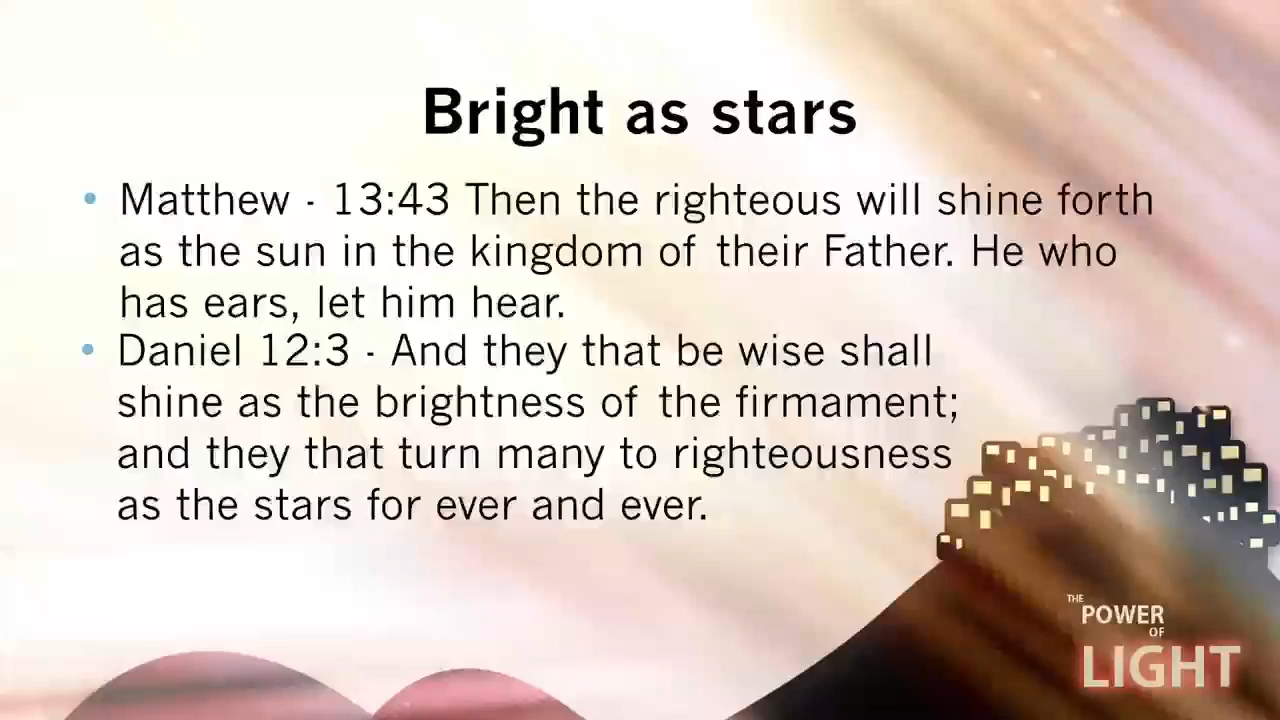 Bright as stars
• Matthew - 13:43 Then the righteous will shine forth
as the sun in the kingdom of their Father. He who
has ears, let him hear.
• Daniel 12:3 - And they that be wise shall
shine as the brightness of the firmament;
and they that turn many to righteousness
as the stars for ever and ever.
THE
POWER
OF
LIGHT